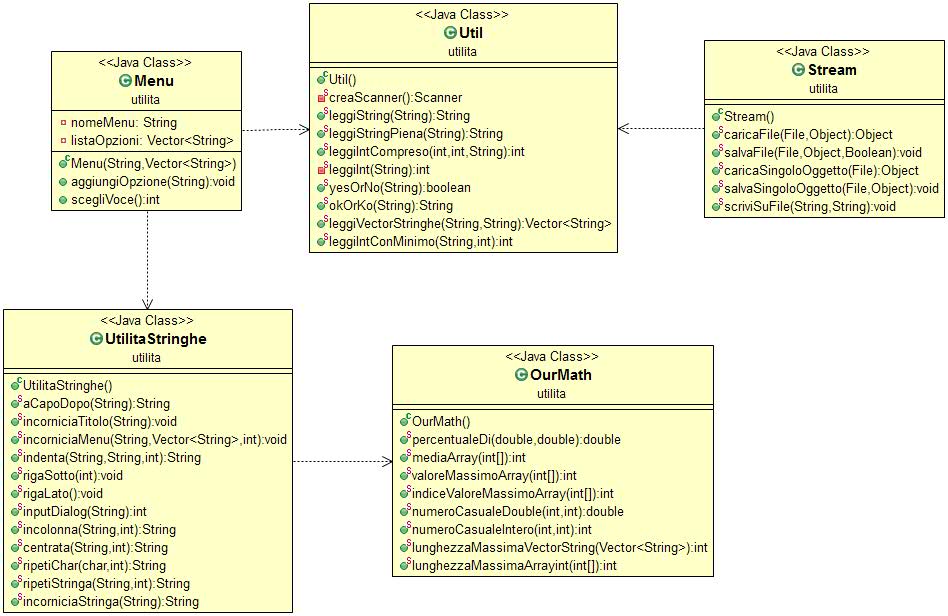 <<Java Class>>
Menu
utilita
nomeMenu: String
listaOpzioni: Vector<String>
Menu(String,Vector<String>)
aggiungiOpzione(String):void
scegliVoce():int
<<Java Class>>
Util
utilita
Util()
creaScanner():Scanner
leggiString(String):String
leggiStringPiena(String):String
leggiIntCompreso(int,int,String):int
leggiInt(String):int
yesOrNo(String):boolean
okOrKo(String):String
leggiVectorStringhe(String,String):Vector<String>
leggiIntConMinimo(String,int):int
<<Java Class>>
Stream
utilita
Stream()
caricaFile(File,Object):Object
salvaFile(File,Object,Boolean):void
caricaSingoloOggetto(File):Object
salvaSingoloOggetto(File,Object):void
scriviSuFile(String,String):void
<<Java Class>>
UtilitaStringhe
utilita
UtilitaStringhe()
aCapoDopo(String):String
incorniciaTitolo(String):void
incorniciaMenu(String,Vector<String>,int):void
indenta(String,String,int):String
rigaSotto(int):void
rigaLato():void
inputDialog(String):int
incolonna(String,int):String
centrata(String,int):String
ripetiChar(char,int):String
ripetiStringa(String,int):String
incorniciaStringa(String):String
<<Java Class>>
OurMath
utilita
OurMath()
percentualeDi(double,double):double
mediaArray(int[]):int
valoreMassimoArray(int[]):int
indiceValoreMassimoArray(int[]):int
numeroCasualeDouble(int,int):double
numeroCasualeIntero(int,int):int
lunghezzaMassimaVectorString(Vector<String>):int
lunghezzaMassimaArrayint(int[]):int